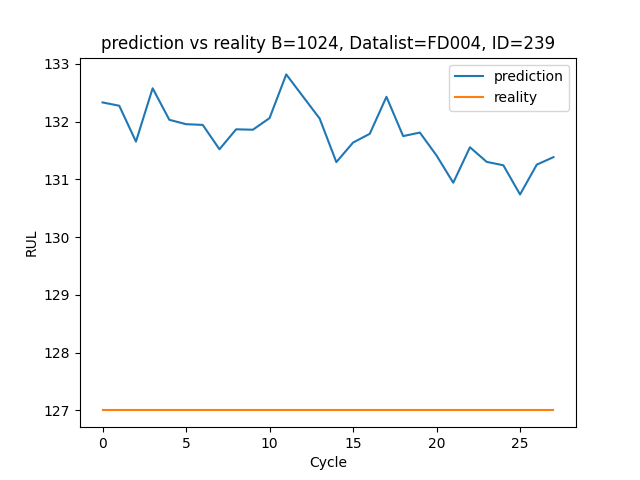 prediction vs reality B=1024, Datalist=FD004, ID=239
prediction
reality
133
132
131
130
129
128
127
RUL
0
5
10
15
20
25
Cycle